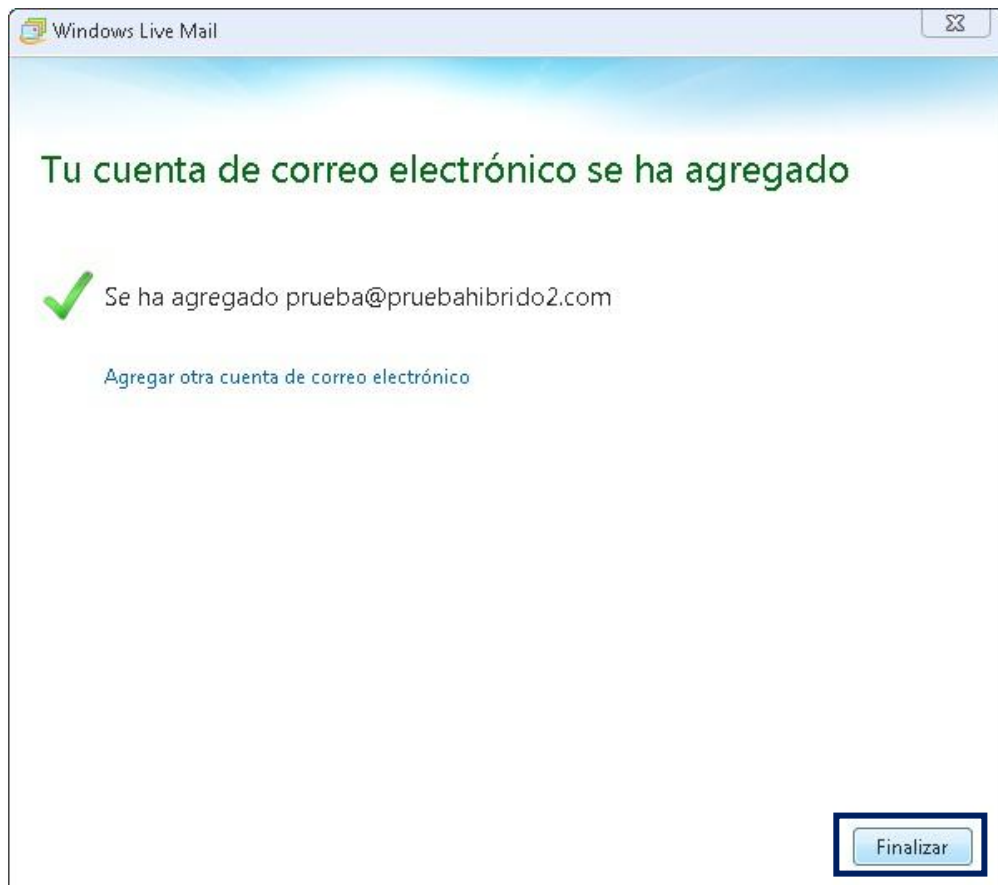 Windows Live Mail
Tu cuenta de correo electrónico se ha agregado
Se ha agregado prueba@pruebahibrido2.com
Agregar otra cuenta de correo electrónico
Finalizar